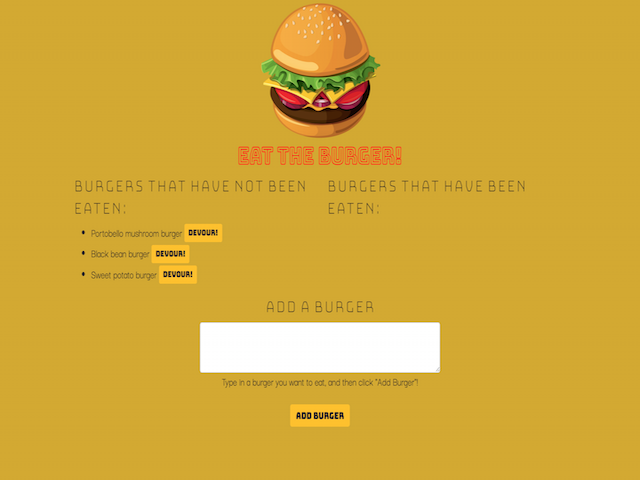 EAT THE BURGER!
BURGERS THAT HAVE NOT BEEN
EATEN:
Portobello mushroom burger DEVOUR!
Black bean burger DEVOUR!
Sweet potato burger DEVOUR!
BURGERS THAT HAVE BEEN
EATEN:
ADD A BURGER
Type in a burger you want to eat, and then click "Add Burger"!
ADD BURGER